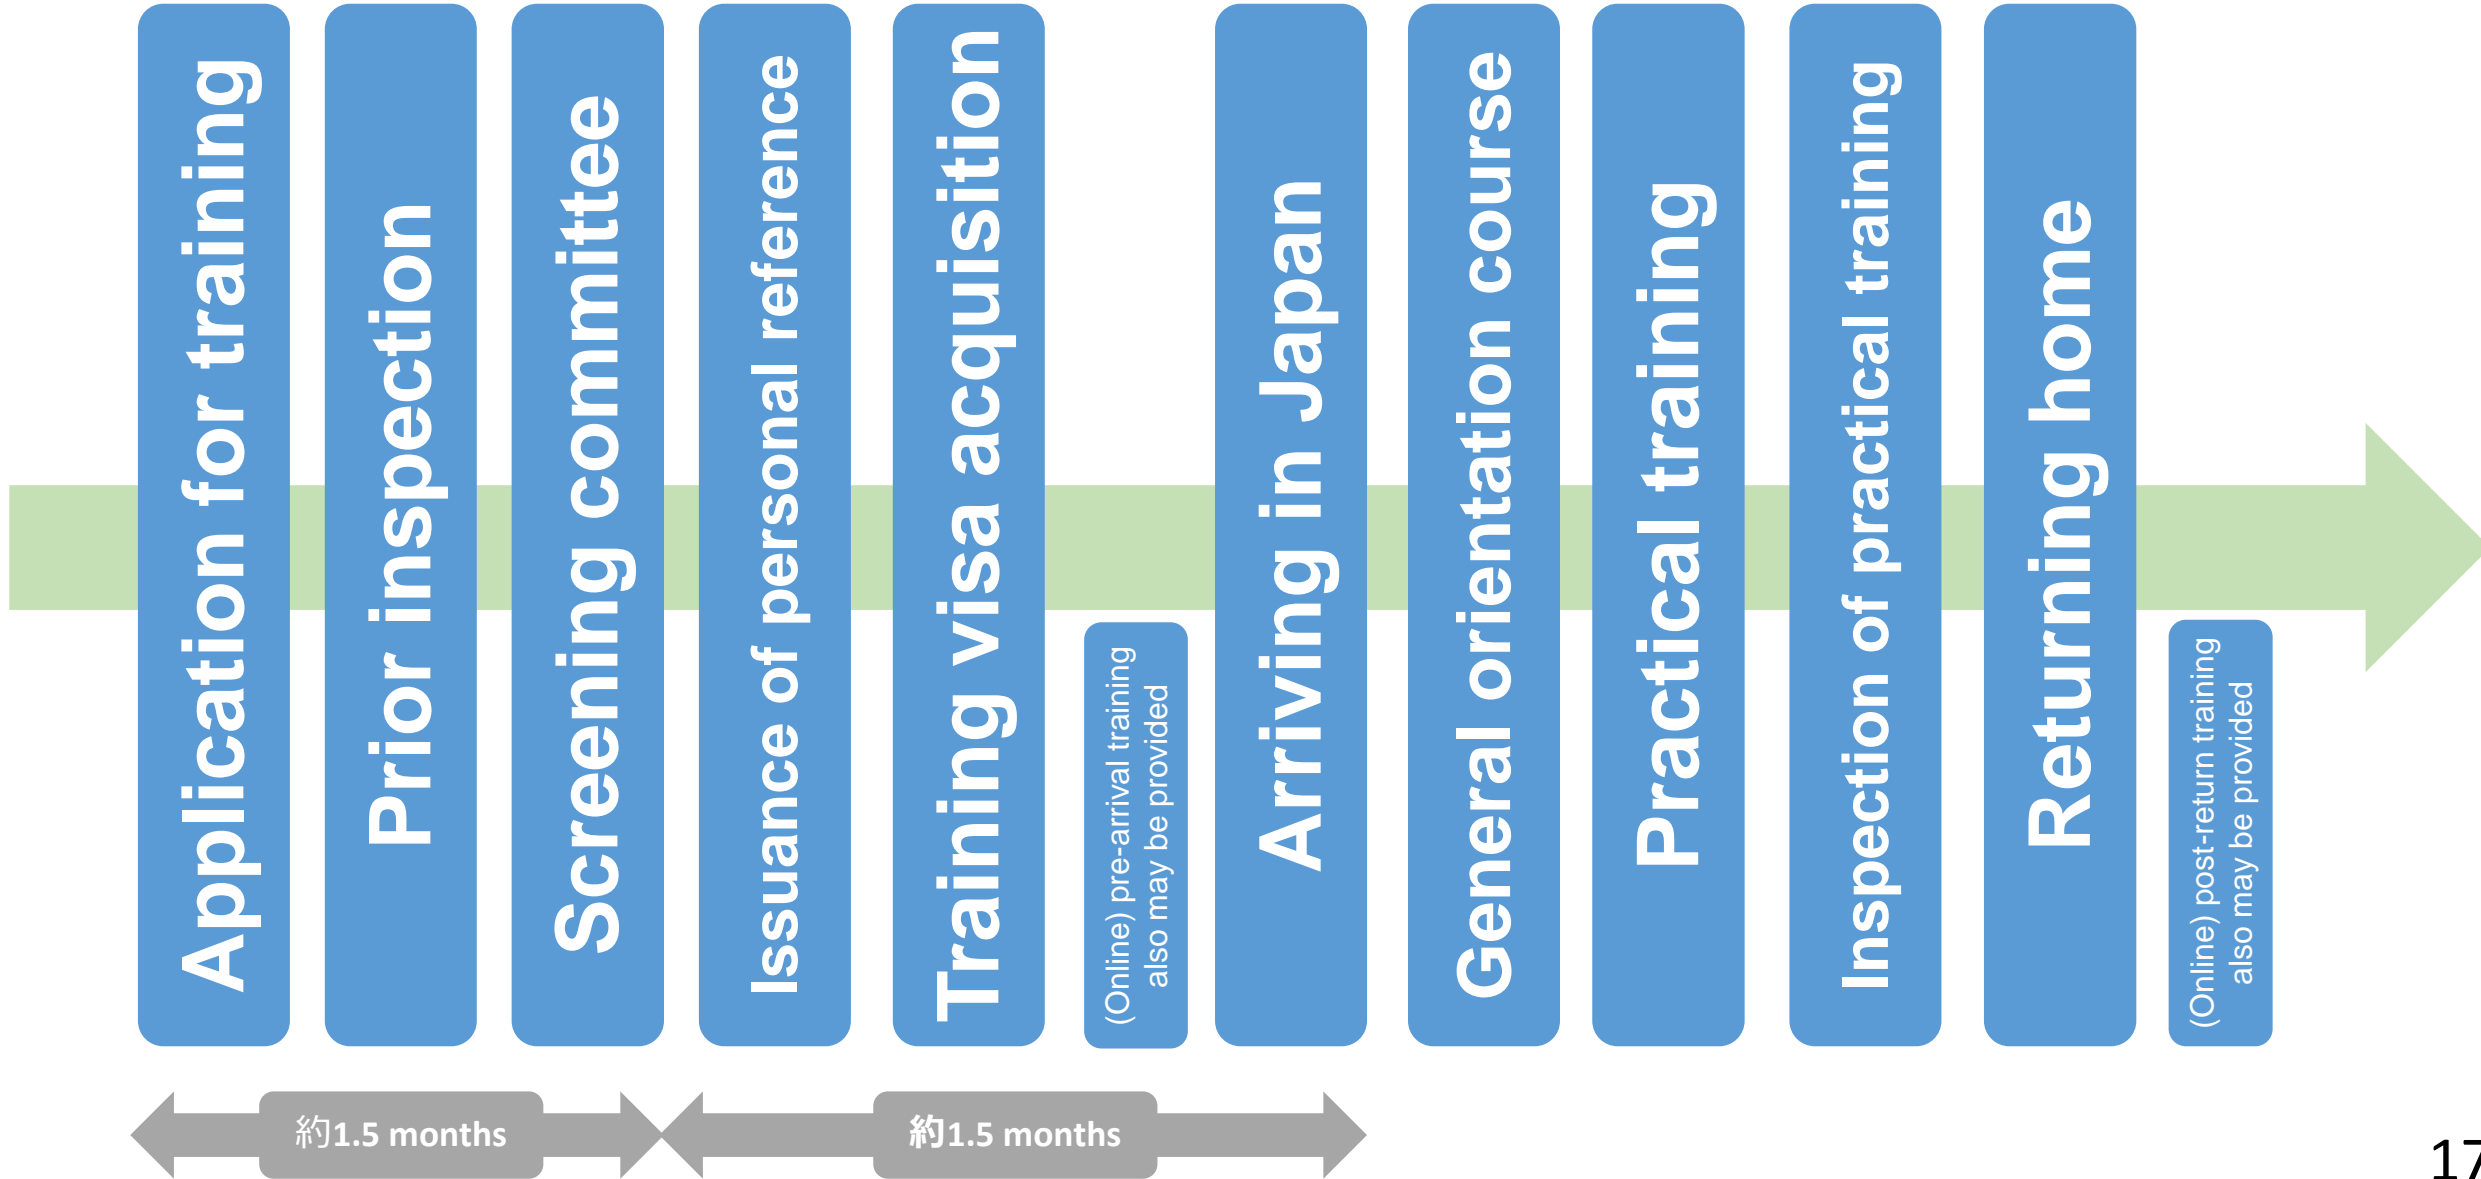 Application for training
Prior inspection
Screening committee
Issuance of personal reference
Training visa acquisition
(Online) pre-arrival training
also may be provided
Arriving in Japan
General orientation course
Practical training
Inspection of practical training
Returning home
(Online) post-return training
also may be provided
約1.5 months
約1.5 months
17